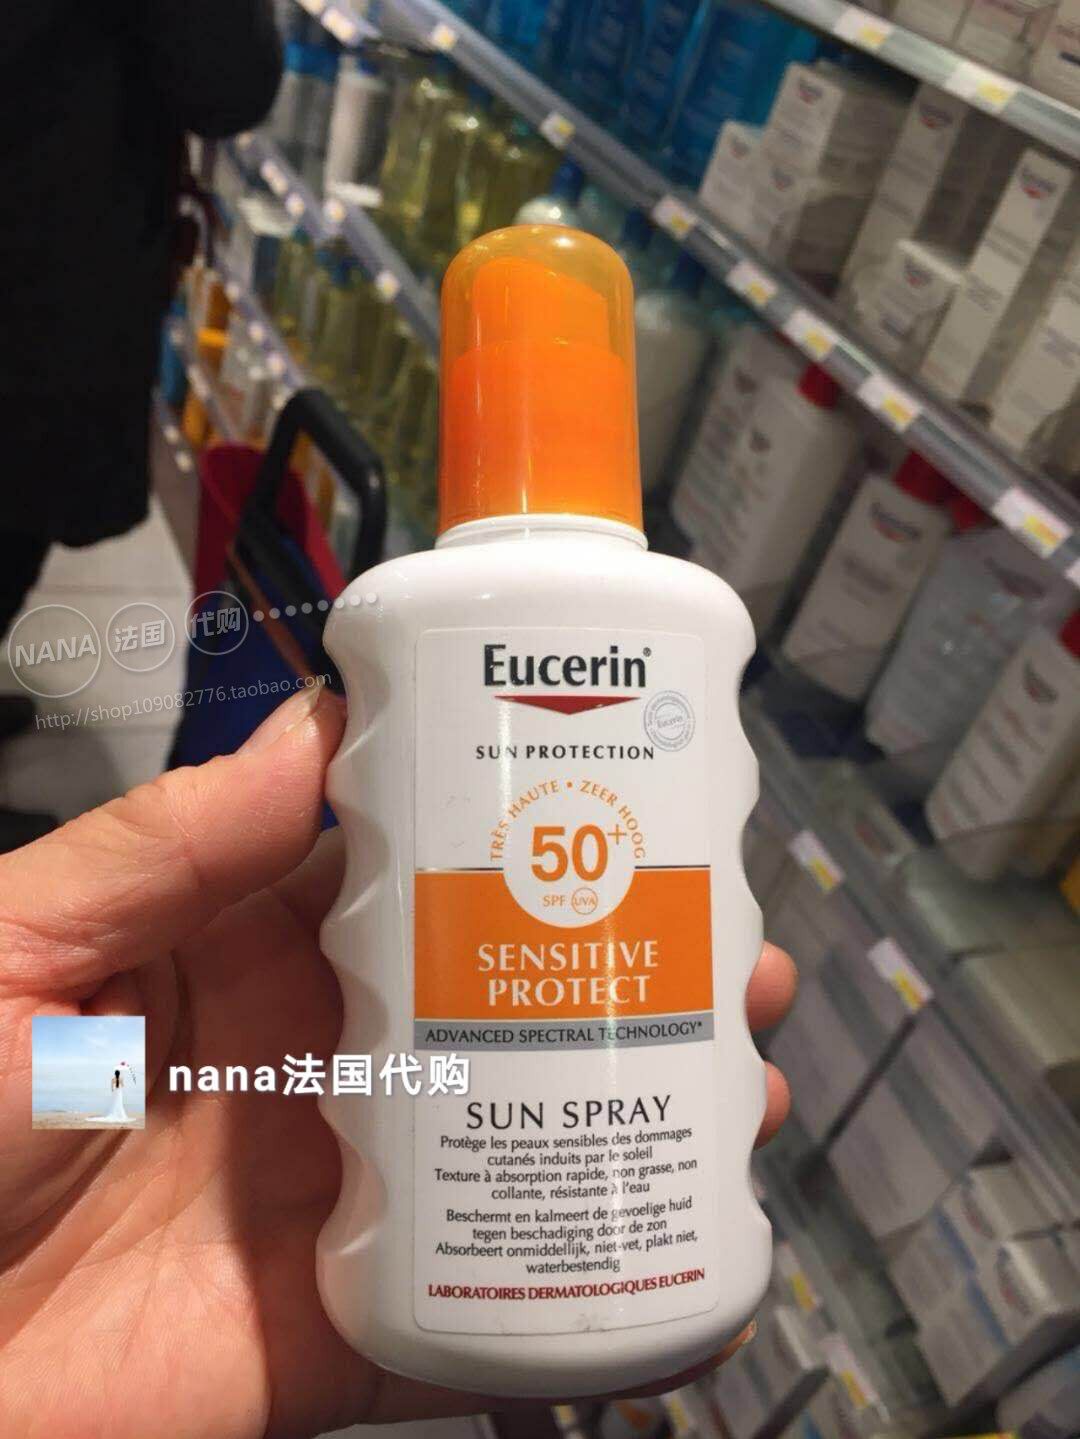 Eucerin®
Eucerin
SUN PROTECTION
TRÈS HAUTE • ZEER HOOG
50+
SPF UVA
SENSITIVE
PROTECT
ADVANCED SPECTRAL TECHNOLOGY*
SUN SPRAY
Protège les peaux sensibles des dommages
cutanés induits par le soleil
Texture à absorption rapide, non grasse, non
collante, résistante à l'eau
Beschermt en kalmeert de gevoelige huid
tegen beschadiging door de zon
Absorbeert onmiddellijk, niet-vet, plakt niet,
waterbestendig
LABORATOIRES DERMATOLOGIQUES EUCERIN
NANA 法国 代购
http://shop109082776.taobao.com
nana法国代购